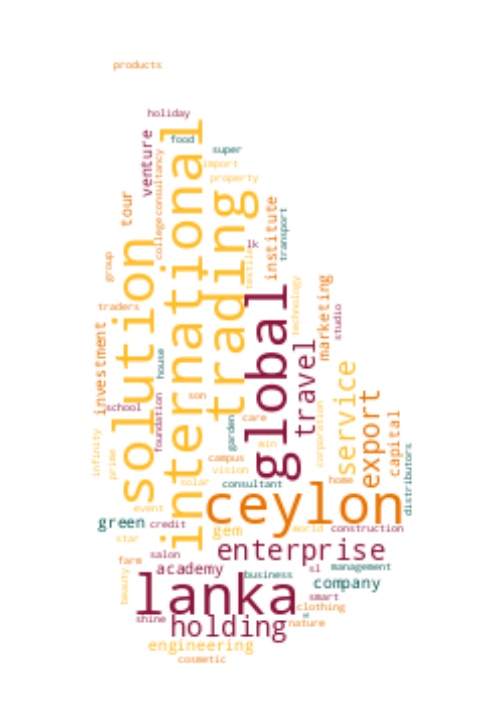 products
holiday
food
super
venture
import
consultancy
property
college
international
solution
trading
tour
institute
transport
lk
textile
group
traders
global
technology
marketing
studio
investment
house
travel
school
foundation
son
garden
care
corporation
service
export
capital
infinity
prime
min
campus
vision
solar
consultant
home
distributors
ceylon
event
green
credit
gem
world
construction
star
enterprise
farm
salon
academy
business
sl
management
company
beauty
lanka
smart
clothing
shine
holding
nature
engineering
cosmetic